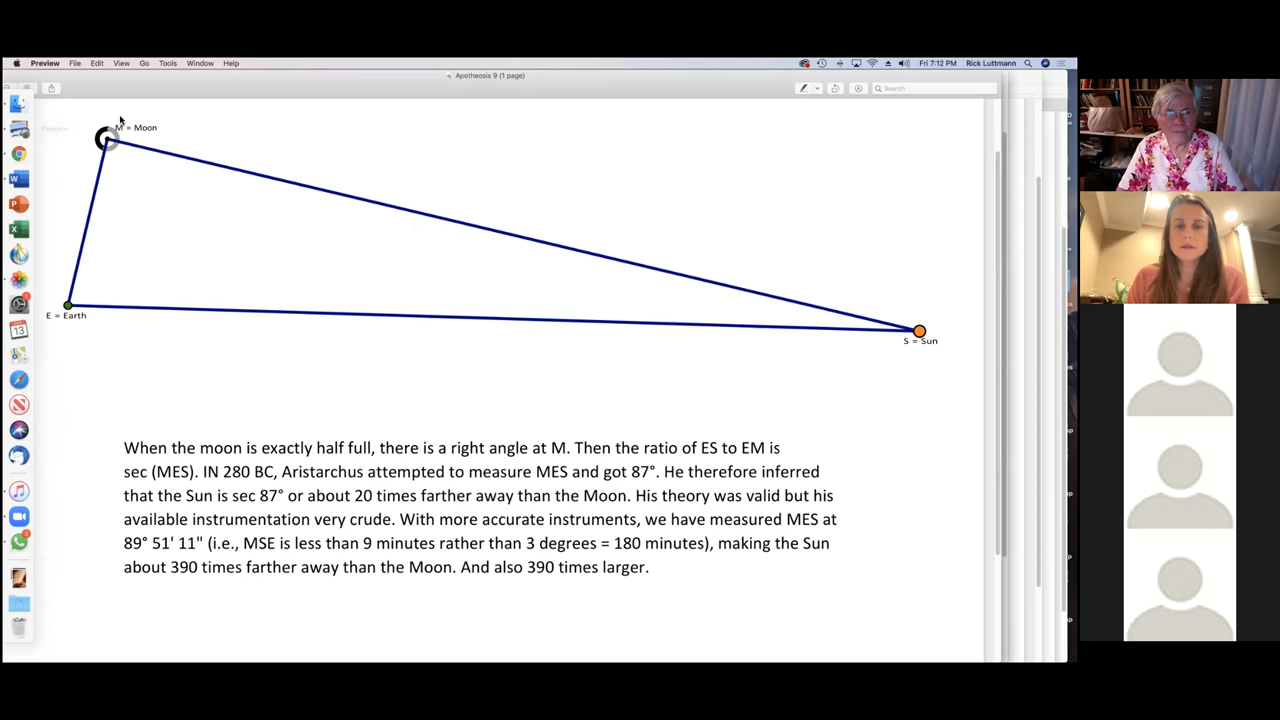 Preview File Edit View Go Tools Window Help Fri 7:12 PM Rick Luttmann
Apotheosis 9 (1 page)
Search
Preview
M = Moon
E = Earth
S = Sun
13
When the moon is exactly half full, there is a right angle at M. Then the ratio of ES to EM is
sec (MES). IN 280 BC, Aristarchus attempted to measure MES and got 87°. He therefore inferred
that the Sun is sec 87° or about 20 times farther away than the Moon. His theory was valid but his
available instrumentation very crude. With more accurate instruments, we have measured MES at
89° 51' 11" (i.e., MSE is less than 9 minutes rather than 3 degrees = 180 minutes), making the Sun
about 390 times farther away than the Moon. And also 390 times larger.